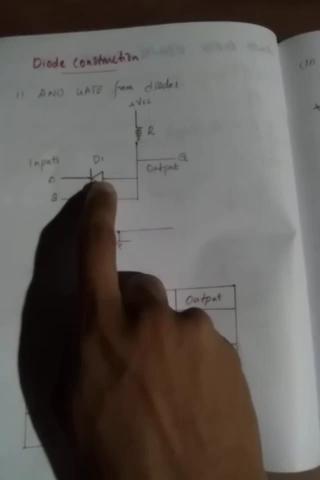 Diode construction
1) AND GATE from diodes
+Vcc
R
Inputs D1
Q
Output
A
B
Output